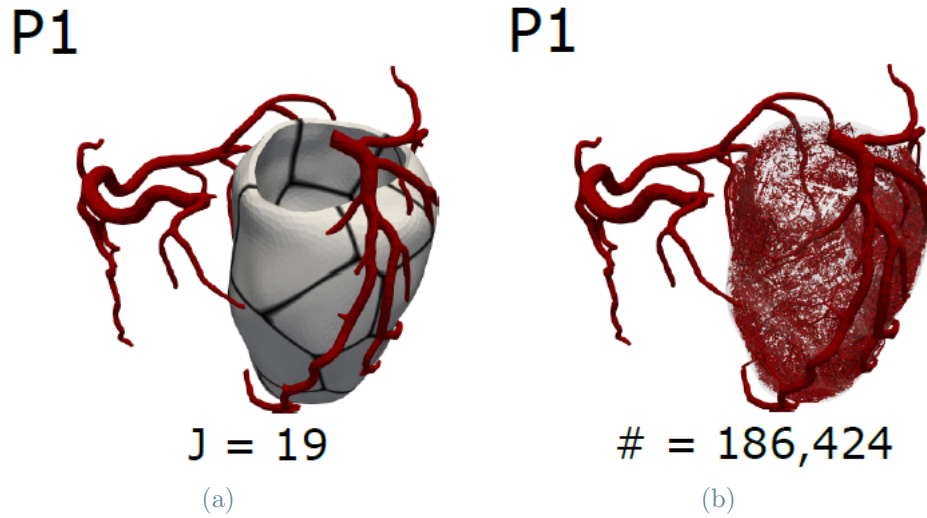 P1
P1
J = 19
# = 186,424
(a)
(b)